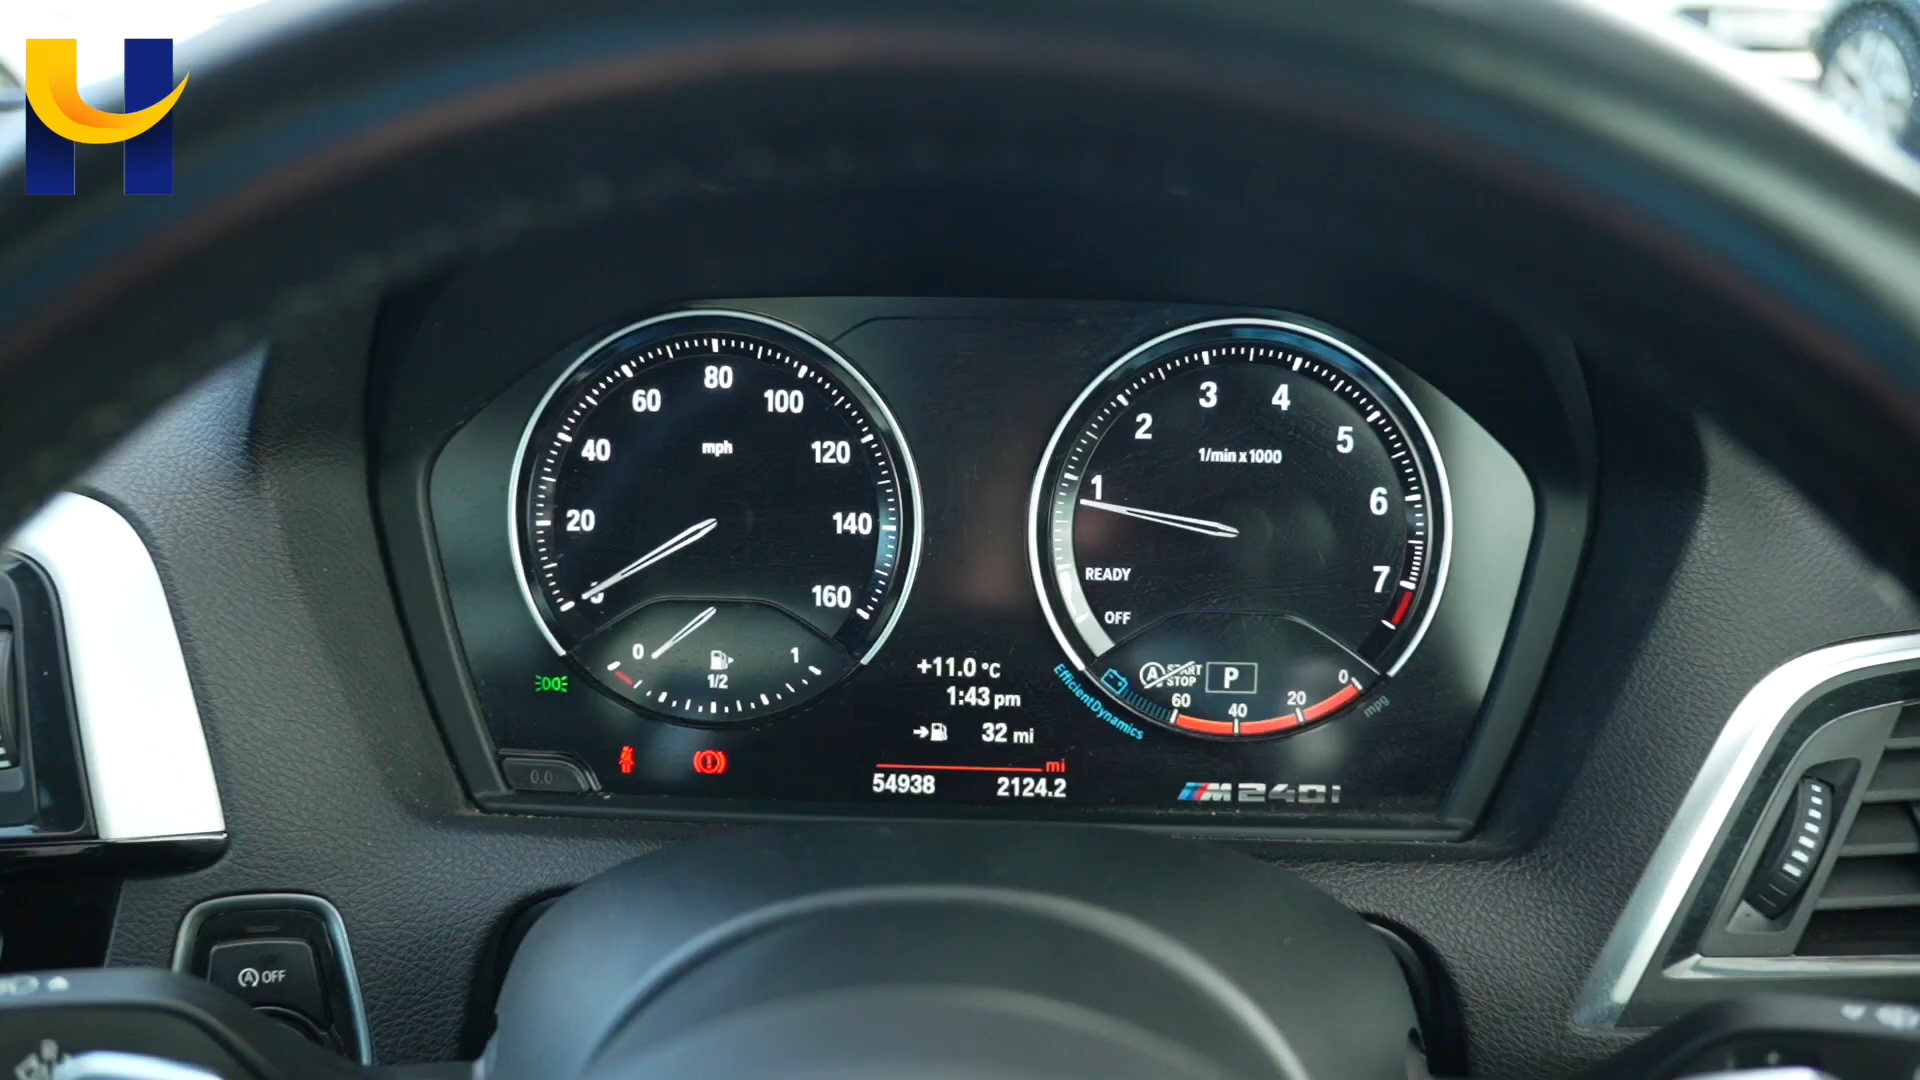 20
40
60
80
100
120
140
160
mph
0
1/2
1
1
2
3
4
5
6
7
1/min x 1000
READY
OFF
+11.0 °C
1:43 pm
32 mi
mi
54938
2124.2
A START
STOP
P
60
40
20
0
mpg
EfficientDynamics
M240i
0.0
A OFF